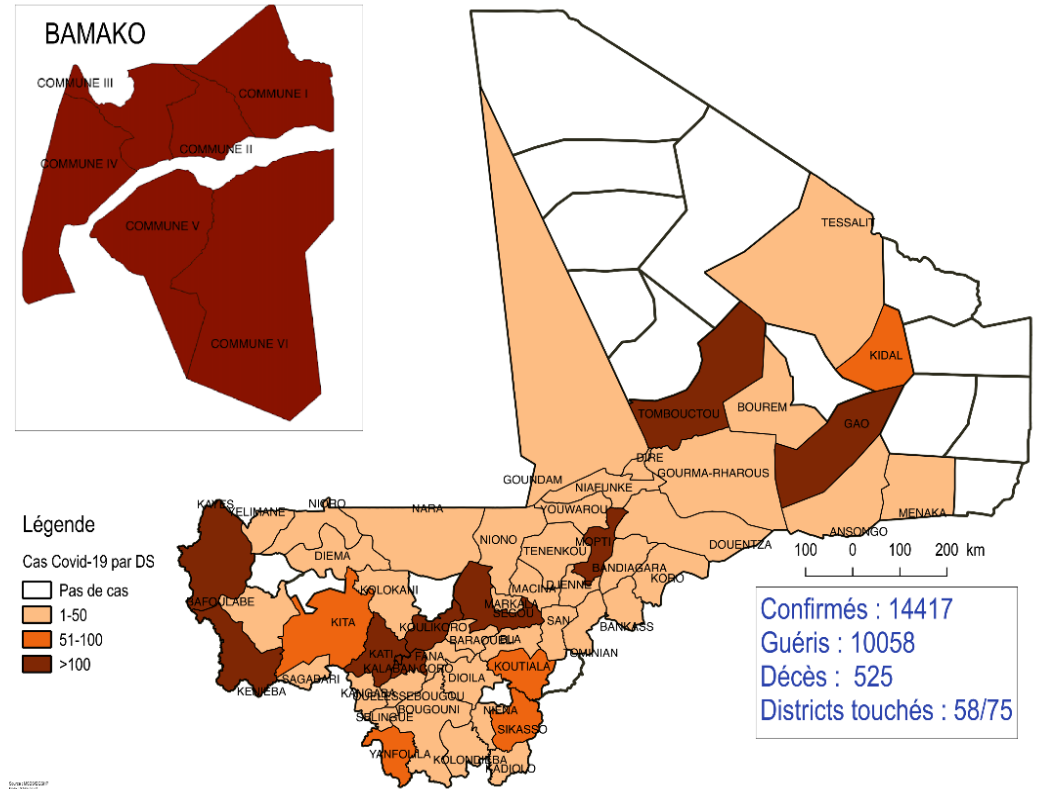 BAMAKO
COMMUNE III
COMMUNE I
COMMUNE II
COMMUNE IV
COMMUNE V
COMMUNE VI
TESSALIT
KIDAL
TOMBOUCTOU
BOUREM
GAO
DIRE
GOURMA-RHAROUS
GOUNDAM
NIAFUNKE
MENAKA
KAYES
YELIMANE
NIORO
NARA
YOUWAROU
ANSONGO
NIONO
MOPTI
DOUENTZA
TENENKOU
DIEMA
BANDIAGARA
KORO
DJENNE
MACINA
KOLOKANI
BAFOULABE
MARKALA
SEGOU
SAN
BANKASS
KITA
KOULIKORO
BARAOUELI
BLA
TOMINIAN
KATI
FANA
KALABAN CORO
KOUTIALA
SAGABARI
DIOILA
KENIEBA
KANGABA
OUELESSEBOUGOU
BOUGOUNI
NIENA
SELINGUE
SIKASSO
YANFOLILA
KOLONDIEBA
KADIOLO
Légende
Cas Covid-19 par DS
Pas de cas
1-50
51-100
>100
100 0 100 200 km
Confirmés : 14417
Guéris : 10058
Décès : 525
Districts touchés : 58/75